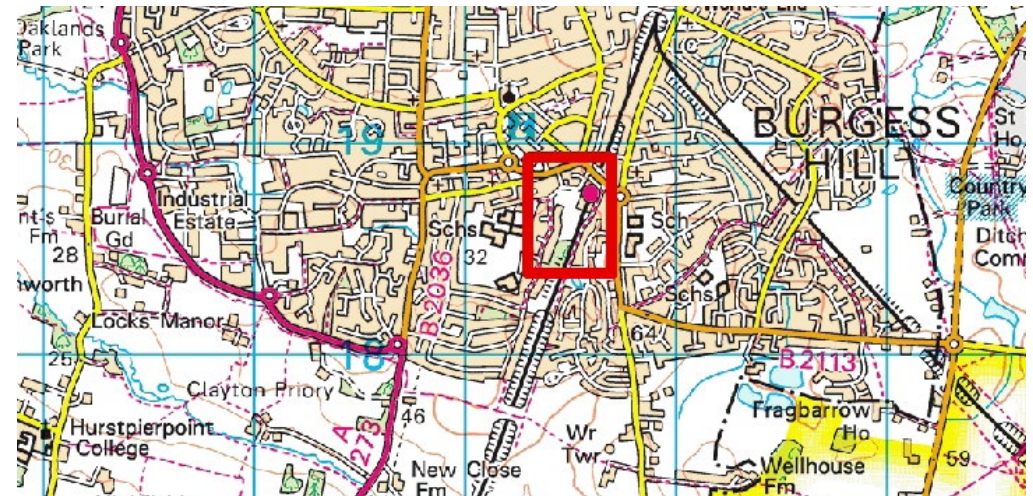 Oaklands
Park
LC
BURGESS
HILL
St
Ho
19
Country
Park
Ditch
Comm
Industrial
Estate
Burial
Gd
nt's
Fm
28
Schs
Sch
32
B 2036
worth
Locks Manor
Schs
64
25
18
B 2113
Clayton Priory
46
A
273
Fragbarrow
Ho
Hurstpierpoint
College
Wr
Twr
59
New Close
Fm
Wellhouse
Fm